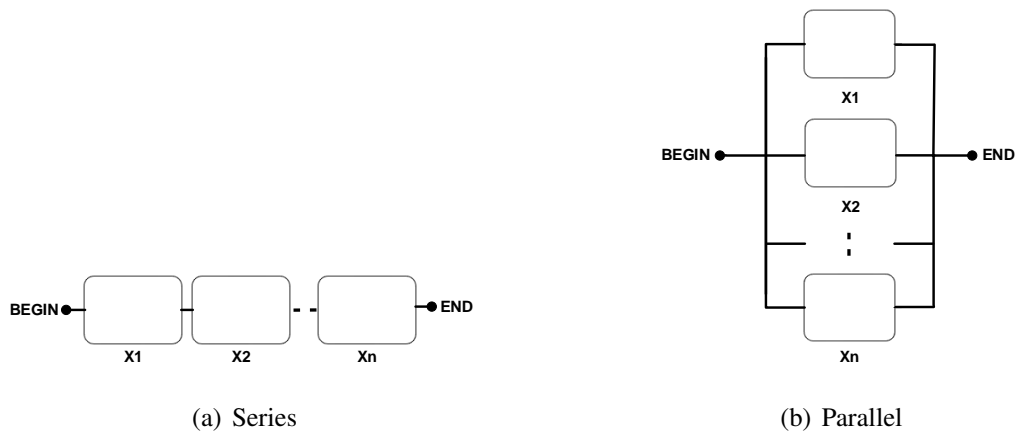 BEGIN X1 X2 Xn END
(a) Series
X1
BEGIN END
X2
Xn
(b) Parallel